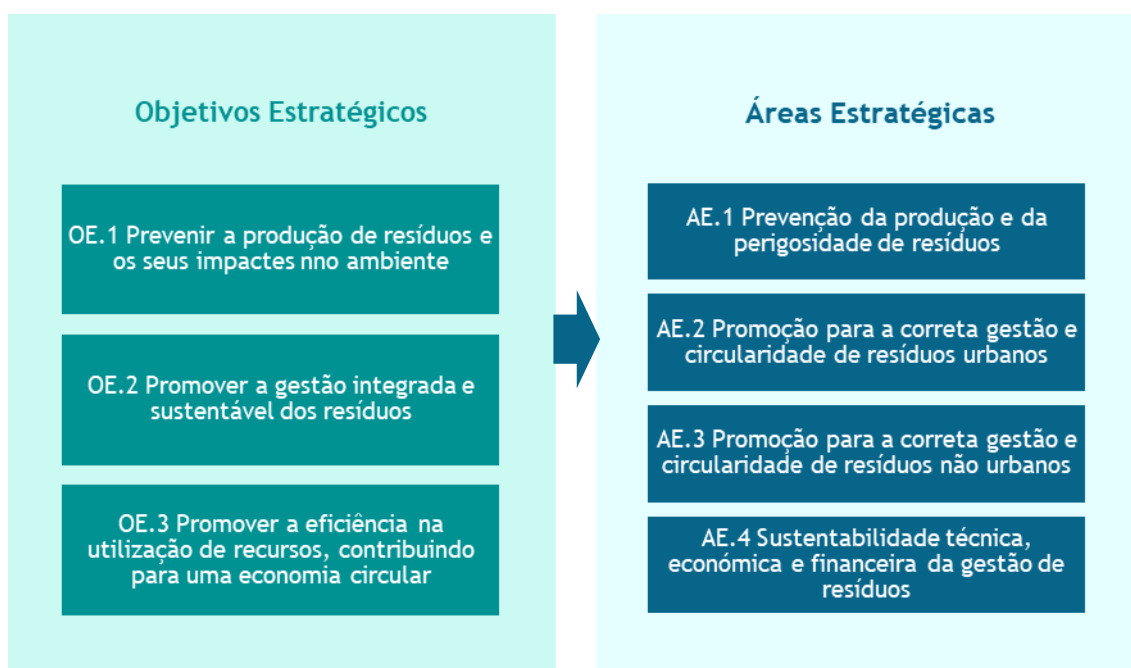 Objetivos Estratégicos
OE.1 Prevenir a produção de resíduos e
os seus impactes nno ambiente
OE.2 Promover a gestão integrada e
sustentável dos resíduos
OE.3 Promover a eficiência na
utilização de recursos, contribuindo
para uma economia circular
Áreas Estratégicas
AE.1 Prevenção da produção e da
perigosidade de resíduos
AE.2 Promoção para a correta gestão e
circularidade de resíduos urbanos
AE.3 Promoção para a correta gestão e
circularidade de resíduos não urbanos
AE.4 Sustentabilidade técnica,
económica e financeira da gestão de
resíduos